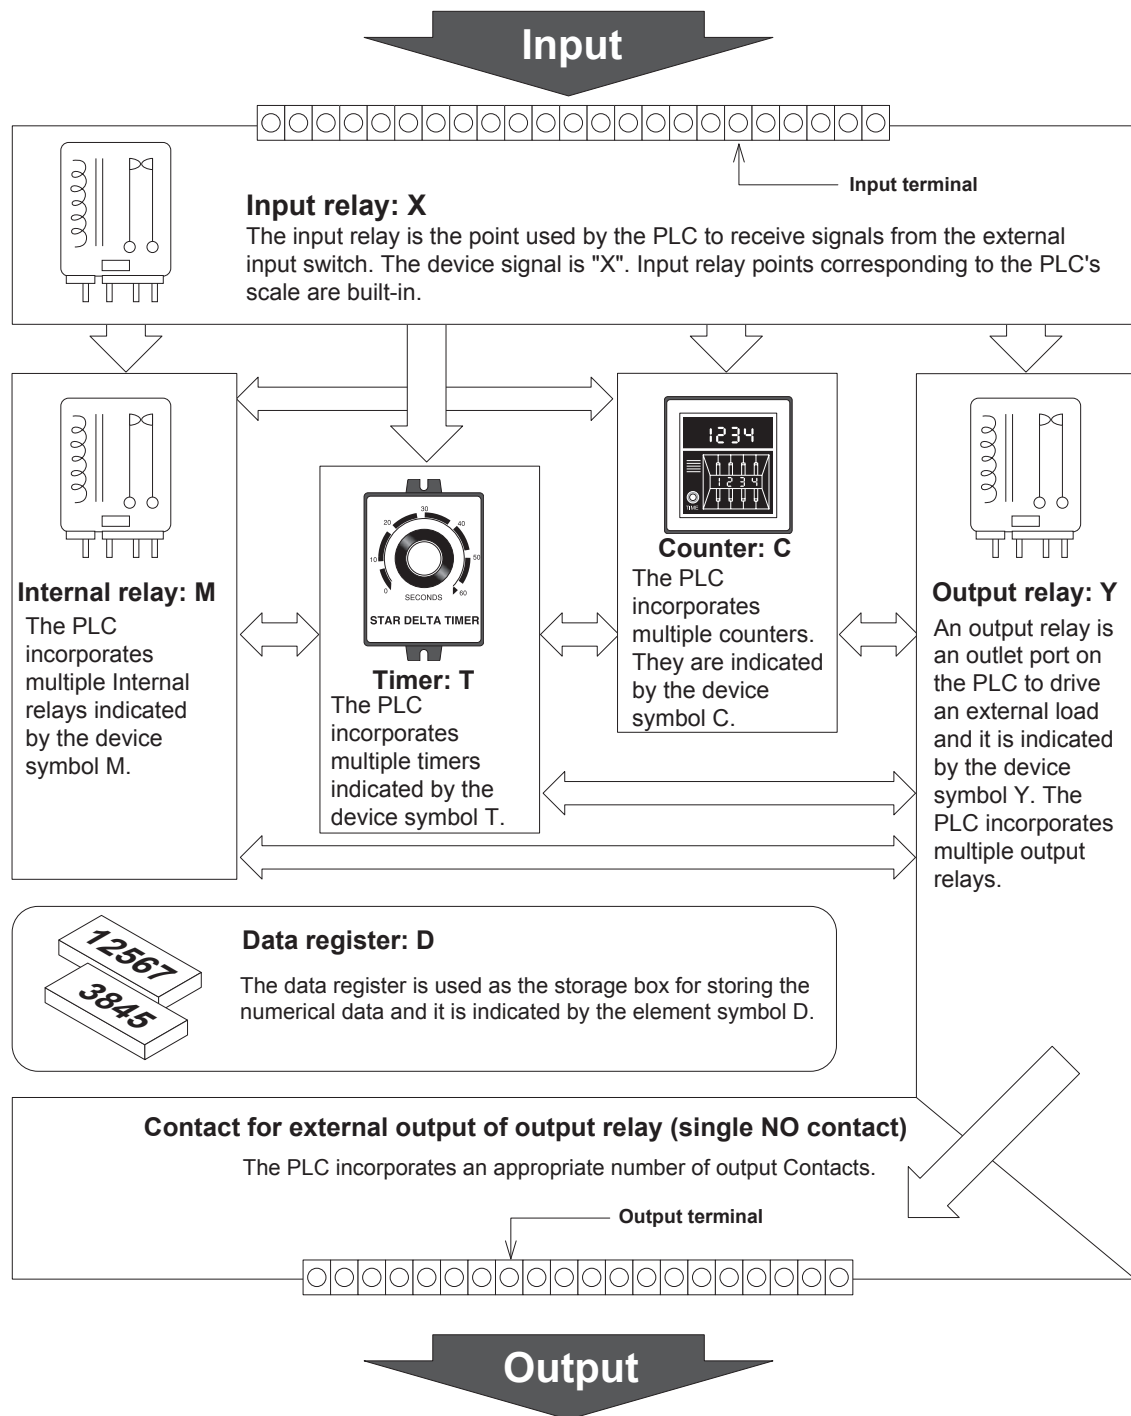 Input
Input terminal
Input relay: X
The input relay is the point used by the PLC to receive signals from the external
input switch. The device signal is "X". Input relay points corresponding to the PLC's
scale are built-in.
Internal relay: M
The PLC
incorporates
multiple Internal
relays indicated
by the device
symbol M.
0
10
20
30
40
50
60
SECONDS
STAR DELTA TIMER
Timer: T
The PLC
incorporates
multiple timers
indicated by the
device symbol T.
1234
1234
TIME
Counter: C
The PLC
incorporates
multiple counters.
They are indicated
by the device
symbol C.
Output relay: Y
An output relay is
an outlet port on
the PLC to drive
an external load
and it is indicated
by the device
symbol Y. The
PLC incorporates
multiple output
relays.
12567
3845
Data register: D
The data register is used as the storage box for storing the
numerical data and it is indicated by the element symbol D.
Contact for external output of output relay (single NO contact)
The PLC incorporates an appropriate number of output Contacts.
Output terminal
Output